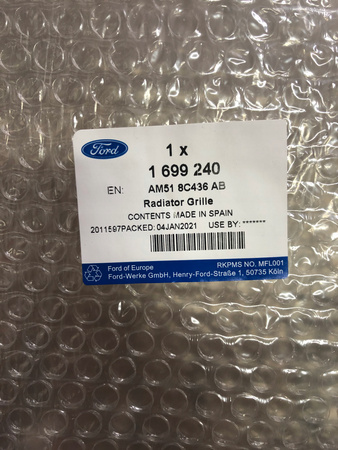 Ford
1 x
1 699 240
EN: AM51 8C436 AB
Radiator Grille
CONTENTS MADE IN SPAIN
2011597PACKED: 04JAN2021 USE BY: *******
Ford of Europe RKPMS NO. MFL001
Ford-Werke GmbH, Henry-Ford-Straße 1, 50735 Köln